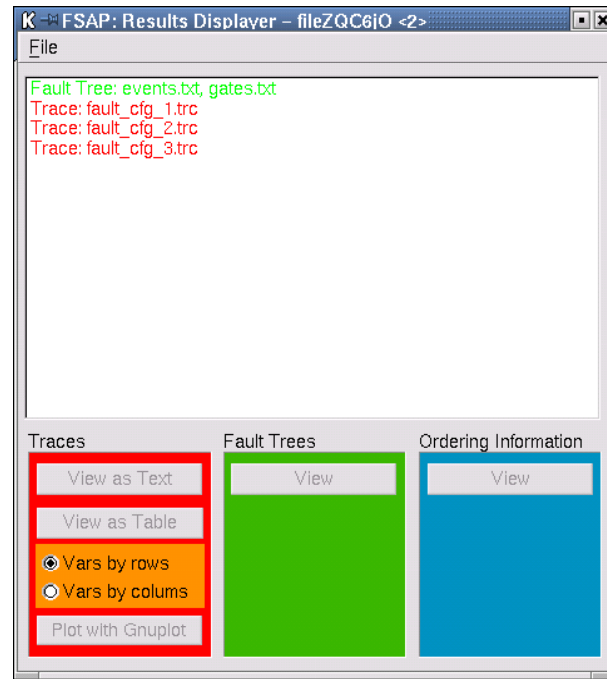 FSAP: Results Displayer – fileZQC6jO <2>
File
Fault Tree: events.txt, gates.txt
Trace: fault_cfg_1.trc
Trace: fault_cfg_2.trc
Trace: fault_cfg_3.trc
Traces
Fault Trees
Ordering Information
View as Text
View
View
View as Table
Vars by rows
Vars by colums
Plot with Gnuplot